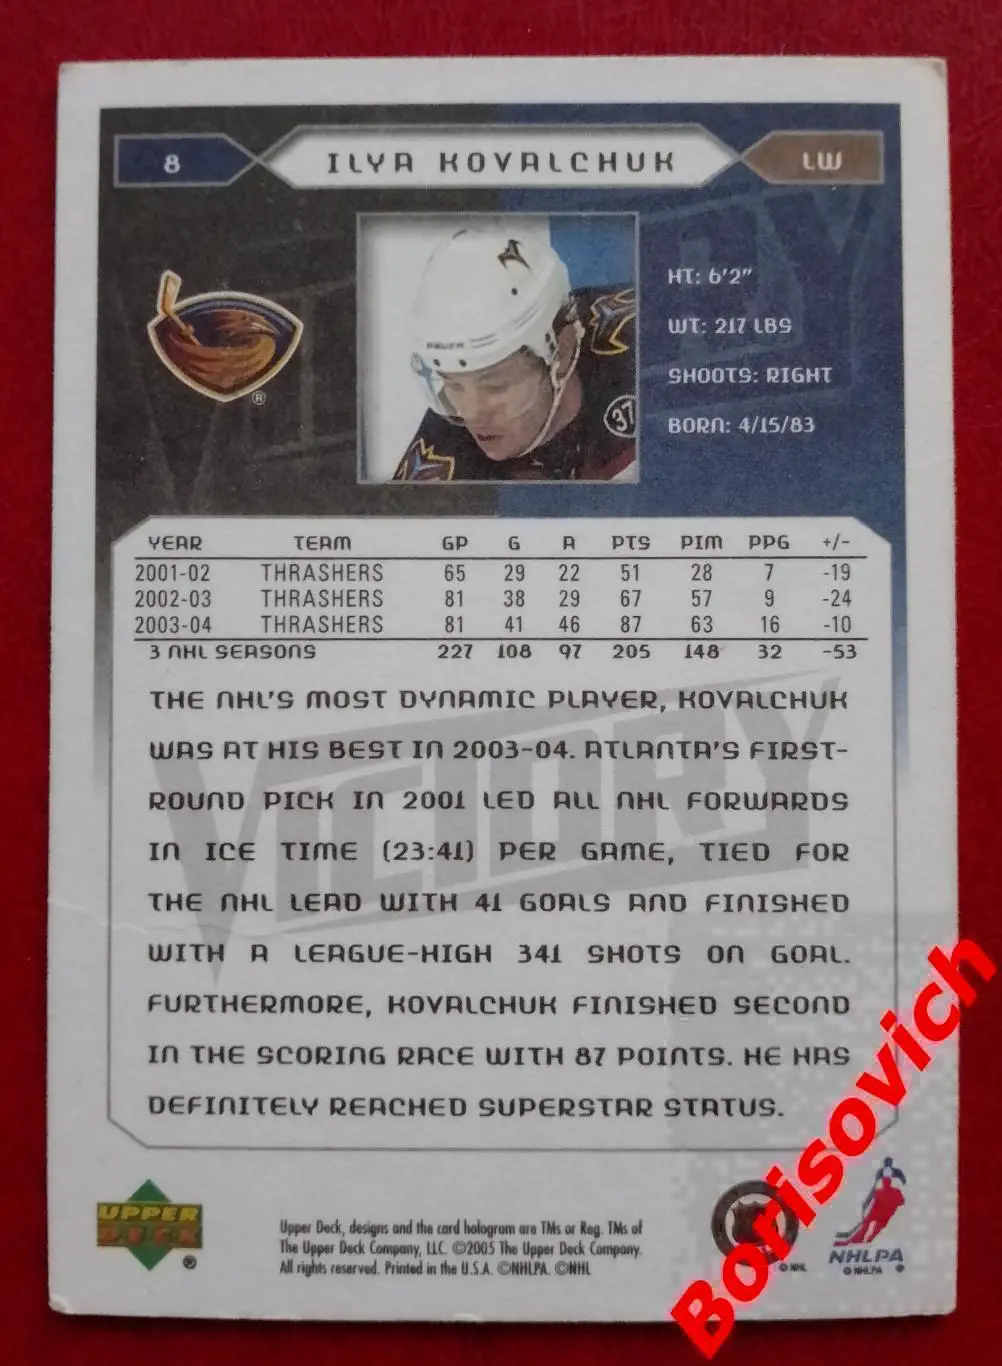 8 ILYA KOVALCHUK LW
HT: 6'2"
WT: 217 LBS
SHOOTS: RIGHT
BORN: 4/15/83
BAUER
37
®
YEAR TEAM GP G A PTS PIM PPG +/-
2001-02 THRASHERS 65 29 22 51 28 7 -19
2002-03 THRASHERS 81 38 29 67 57 9 -24
2003-04 THRASHERS 81 41 46 87 63 16 -10
3 NHL SEASONS 227 108 97 205 148 32 -53
VICTORY
THE NHL'S MOST DYNAMIC PLAYER, KOVALCHUK
WAS AT HIS BEST IN 2003-04. ATLANTA'S FIRST-
ROUND PICK IN 2001 LED ALL NHL FORWARDS
IN ICE TIME (23:41) PER GAME, TIED FOR
THE NHL LEAD WITH 41 GOALS AND FINISHED
WITH A LEAGUE-HIGH 341 SHOTS ON GOAL.
FURTHERMORE, KOVALCHUK FINISHED SECOND
IN THE SCORING RACE WITH 87 POINTS. HE HAS
DEFINITELY REACHED SUPERSTAR STATUS.
UPPER
DECK
®
Upper Deck, designs and the card hologram are TMs or Reg. TMs of
The Upper Deck Company, LLC. ©2005 The Upper Deck Company.
All rights reserved. Printed in the U.S.A. ©NHLPA. ©NHL
© NHL
NHLPA
© NHLPA ®
Borisovich